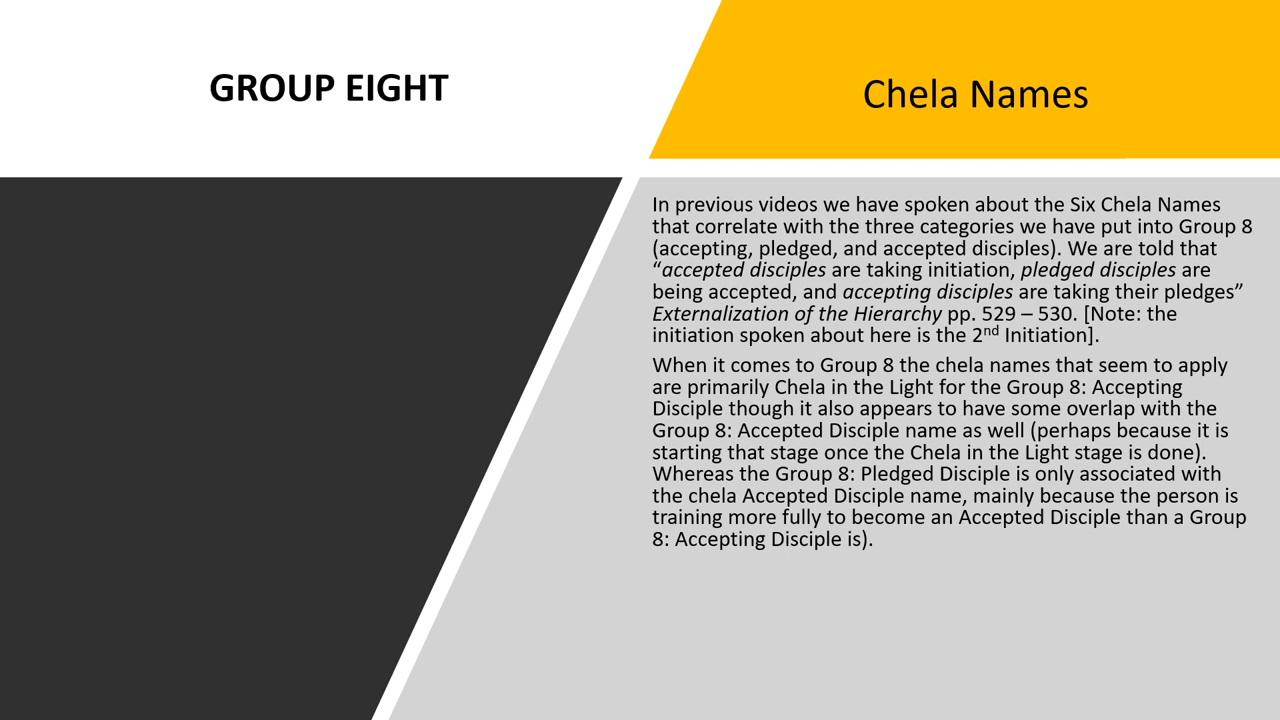 GROUP EIGHT
Chela Names
In previous videos we have spoken about the Six Chela Names
that correlate with the three categories we have put into Group 8
(accepting, pledged, and accepted disciples). We are told that
“accepted disciples are taking initiation, pledged disciples are
being accepted, and accepting disciples are taking their pledges”
Externalization of the Hierarchy pp. 529 – 530. [Note: the
initiation spoken about here is the 2nd Initiation].
When it comes to Group 8 the chela names that seem to apply
are primarily Chela in the Light for the Group 8: Accepting
Disciple though it also appears to have some overlap with the
Group 8: Accepted Disciple name as well (perhaps because it is
starting that stage once the Chela in the Light stage is done).
Whereas the Group 8: Pledged Disciple is only associated with
the chela Accepted Disciple name, mainly because the person is
training more fully to become an Accepted Disciple than a Group
8: Accepting Disciple is).